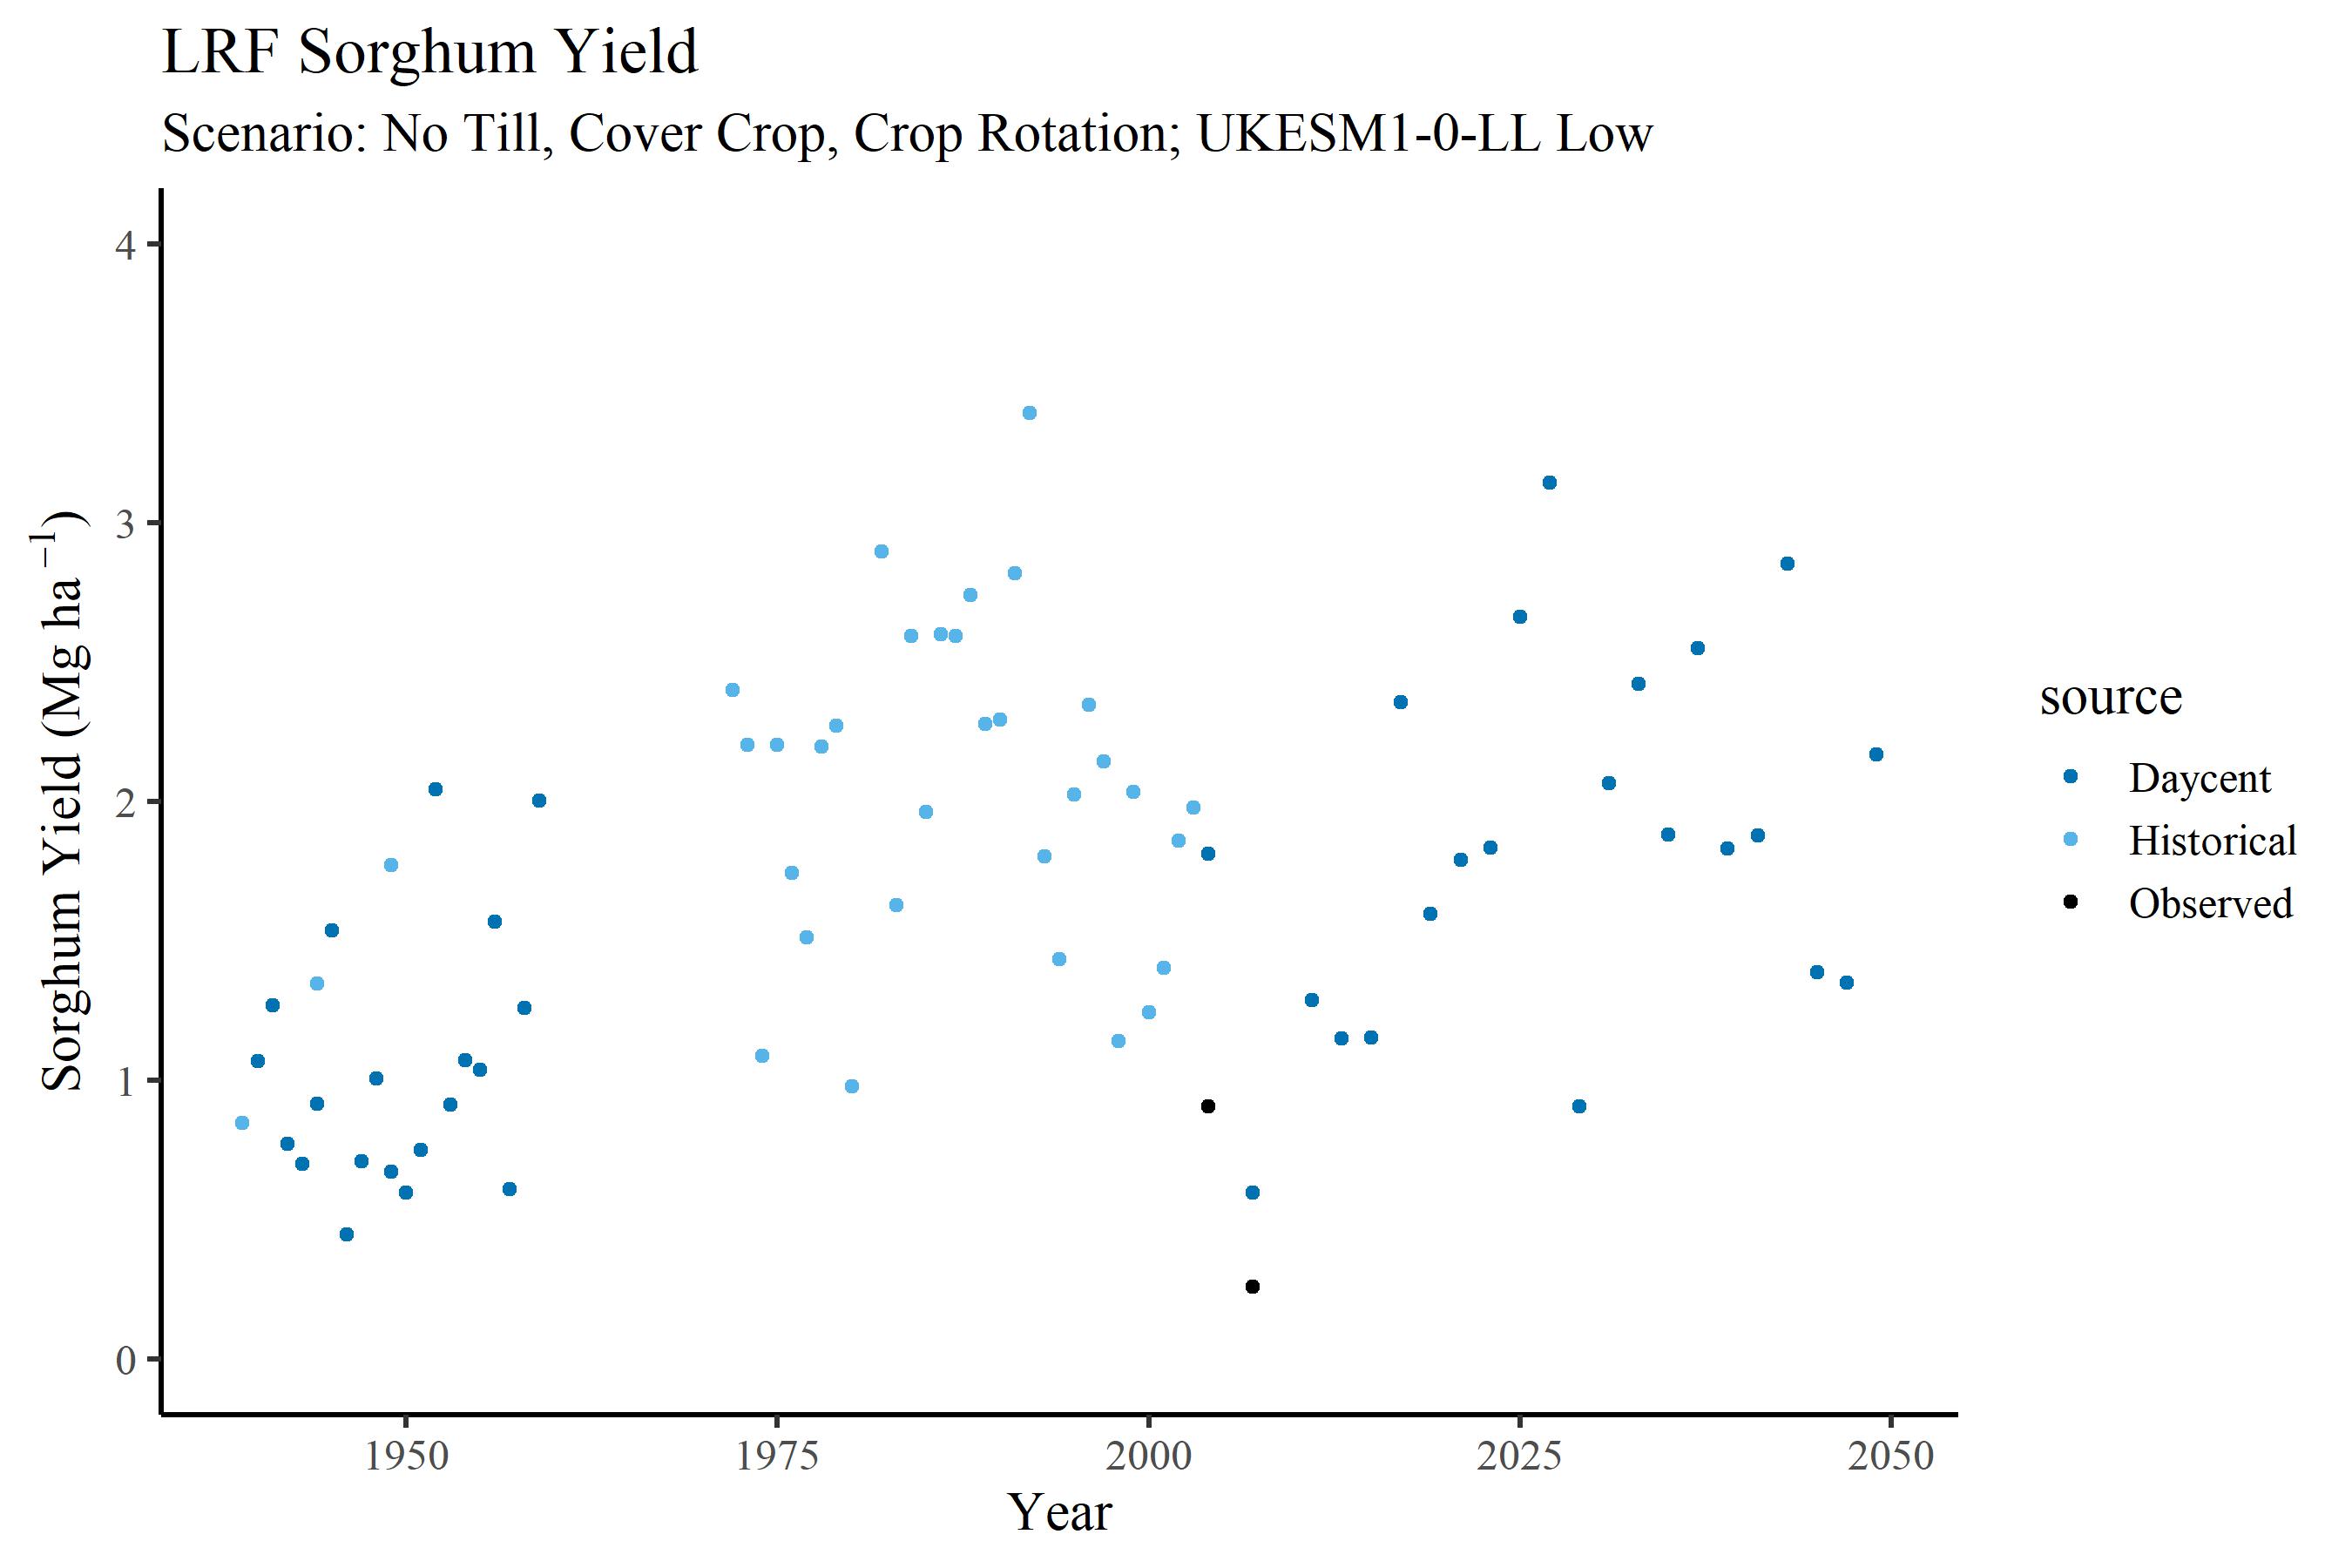 LRF Sorghum Yield
Scenario: No Till, Cover Crop, Crop Rotation; UKESM1-0-LL Low
Sorghum Yield (Mg ha⁻¹)
4
3
2
1
0
1950 1975 2000 2025 2050
Year
source
Daycent
Historical
Observed